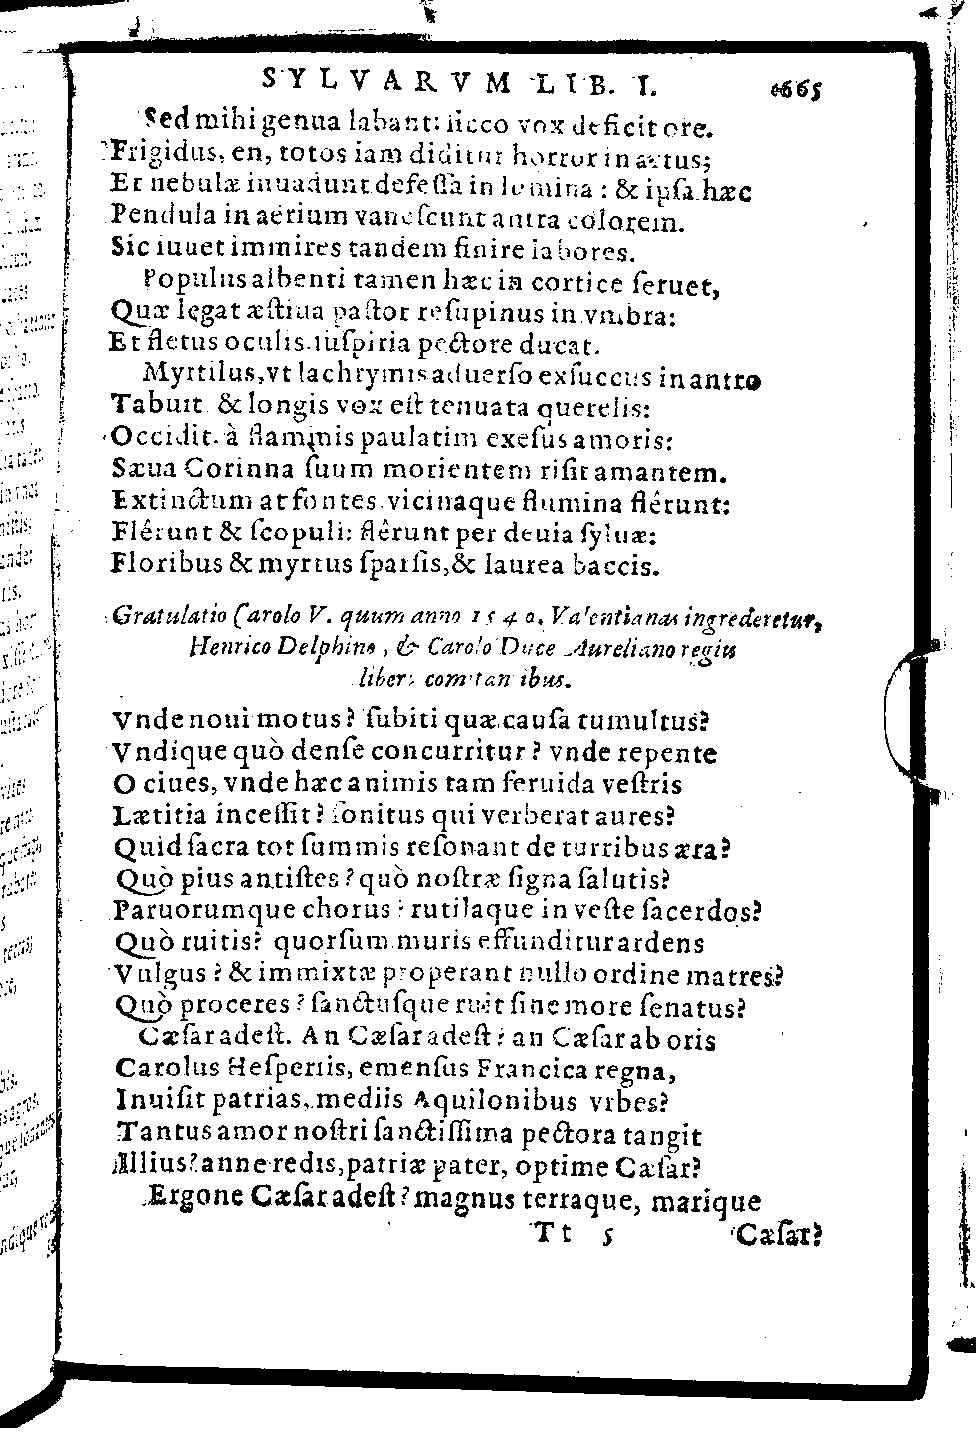 SYLVARVM LIB. I. 665
Sed mihi genua labant: sicco vox deficit ore.
Frigidus, en, totos iam diditur horror in artus;
Et nebulæ inuadunt defeſſa in lumina: & ipſa hæc
Pendula in aërium vaneſcunt antra colorem.
Sic iuuet immites tandem finire labores.
Populus albenti tamen hæc in cortice ſeruet,
Quæ legat æſtiua paſtor reſupinus in vmbra:
Et fletus oculis, ſuſpiria pectore ducat.
Myrtilus, vt lachrymis aduerſo exſuccus in antro
Tabuit & longis vox eſt tenuata querelis:
Occidit à flammis paulatim exeſus amoris:
Sæua Corinna ſuum morientem riſit amantem.
Extinctum at fontes vicinaque flumina flêrunt:
Flêrunt & ſcopuli: flêrunt per deuia ſyluæ:
Floribus & myrtus ſparſis, & laurea baccis.
Gratulatio Carolo V. quum anno 1540. Valentianas ingrederetur,
Henrico Delphino, & Carolo Duce Aureliano regiis
liberis comitantibus.
Vnde noui motus? ſubiti quæ cauſa tumultus?
Vndique quò denſe concurritur? vnde repente
O ciues, vnde hæc animis tam feruida veſtris
Lætitia inceſſit? ſonitus qui verberat aures?
Quid ſacra tot ſummis reſonant de turribus æra?
Quò pius antiſtes? quò noſtræ ſigna ſalutis?
Paruorumque chorus? rutilaque in veſte ſacerdos?
Quò ruitis? quorſum muris effunditur ardens
Vulgus? & immixtæ properant nullo ordine matres?
Quò proceres? ſanctuſque ruit ſine more ſenatus?
Cæſar adeſt. An Cæſar adeſt? an Cæſar ab oris
Carolus Heſperiis, emenſus Francica regna,
Inuiſit patrias, mediis Aquilonibus vrbes?
Tantus amor noſtri ſanctiſſima pectora tangit
Illius? anne redis, patriæ pater, optime Cæſar?
Ergone Cæſar adeſt? magnus terraque, marique
Tt 5 Cæſar?